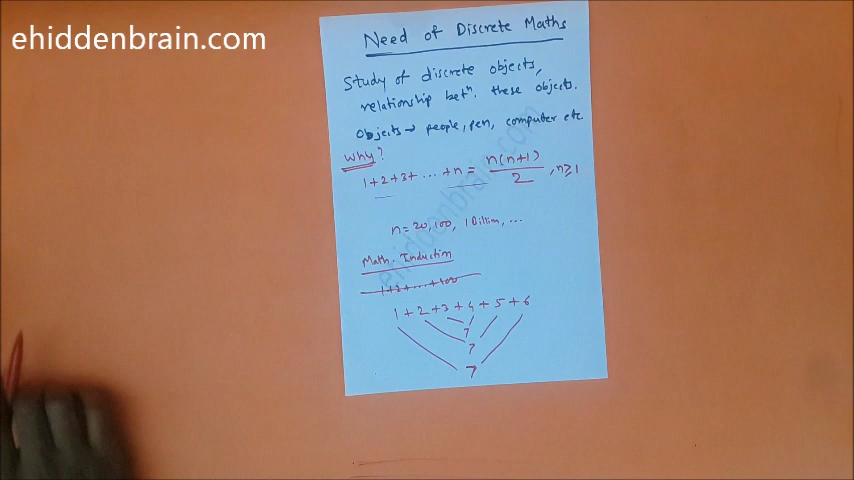 ehiddenbrain.com
Need of Discrete Maths
Study of discrete objects,
relationship betⁿ. these objects.
Objects → people, pen, computer etc
Why?
1+2+3+ ... +n = n(n+1)/2 , n≥1
n = 20, 100, 1 Billion, ...
Math. Induction
1+2+...+100
1 + 2 + 3 + 4 + 5 + 6
7
7
7
ehiddenbrain.com